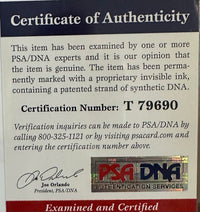 Certificate of Authenticity
This item has been examined by one or more
PSA/DNA experts and it is our opinion that
the item is genuine. The item has been perma-
nently marked with a proprietary invisible ink,
containing a patented strand of synthetic DNA.
Certification Number: T 79690
Verification inquiries can be made to PSA/DNA by
calling 800-325-1121 or by visiting psacard.com and
entering the certification number above.
Joe Orlando
President, PSA/DNA
PSA DNA
AUTHENTICATION SERVICES
Examined and Certified